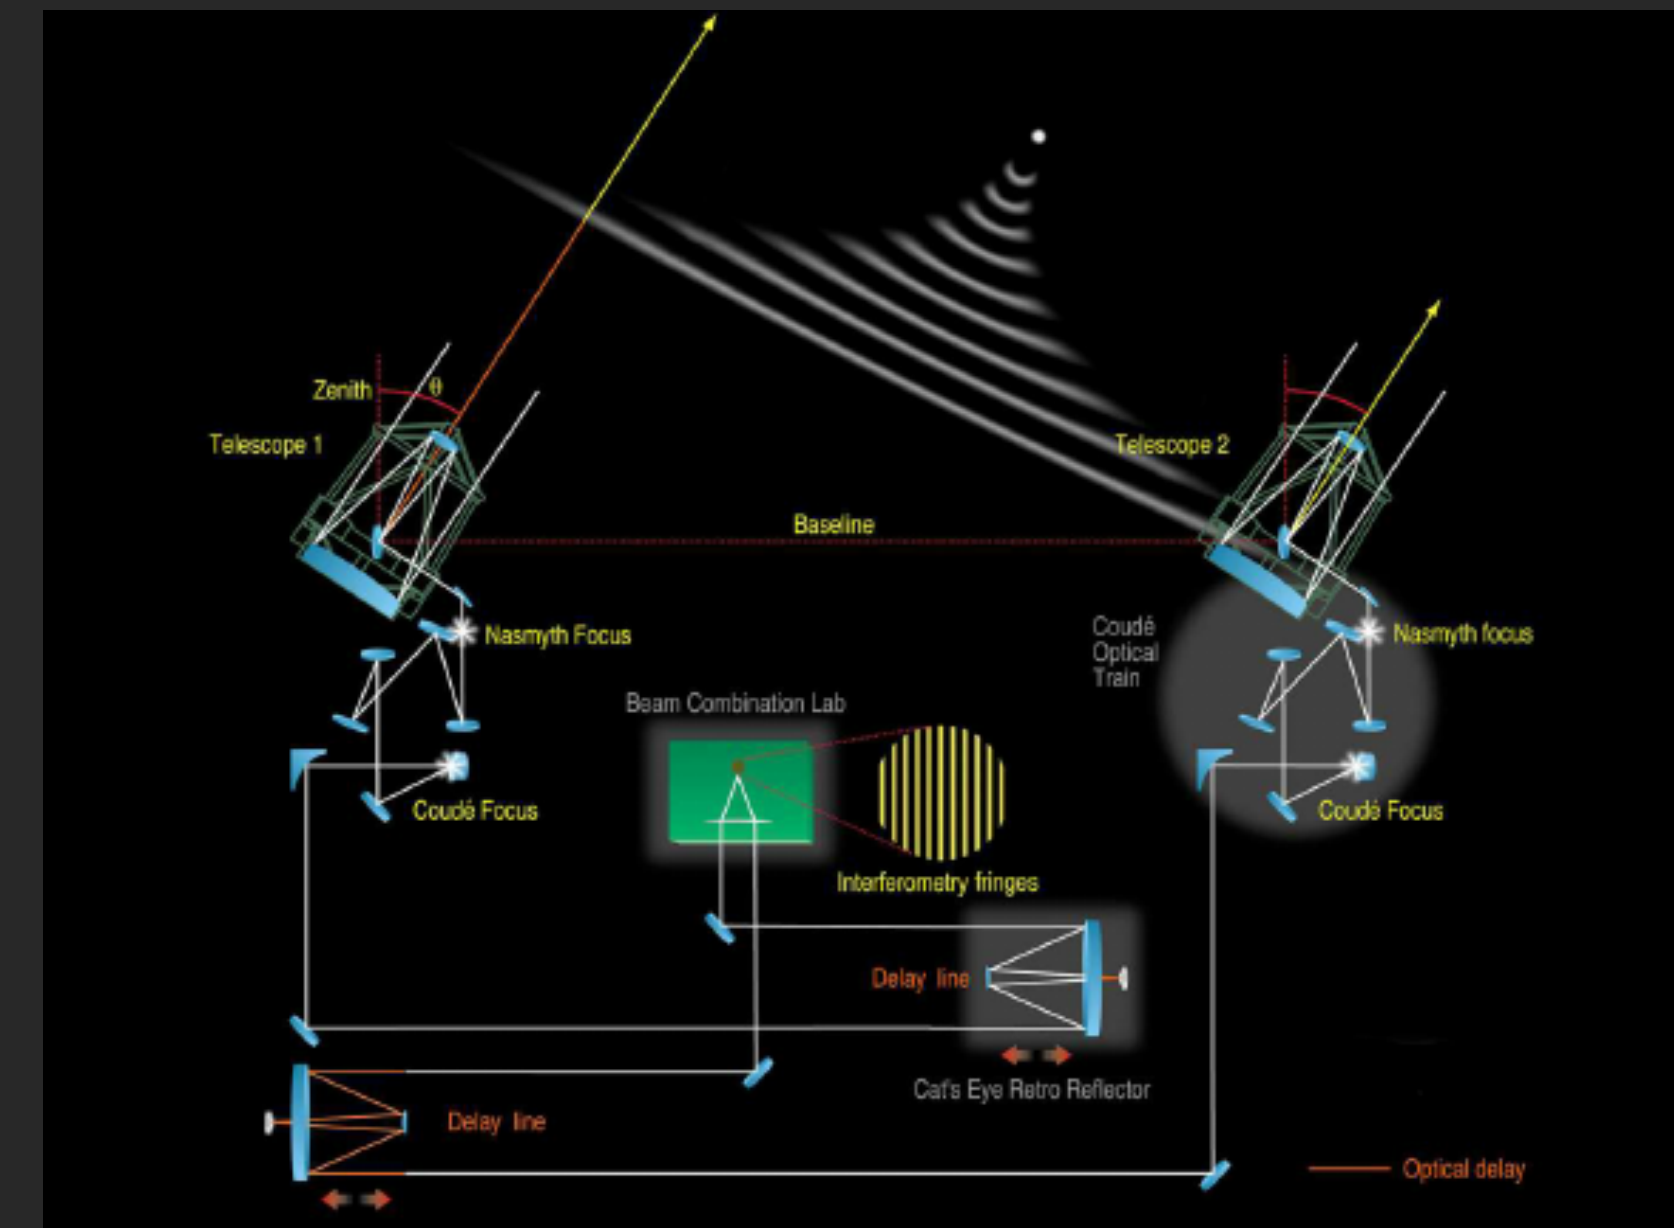 Zenith
θ
Telescope 1
Telescope 2
Baseline
Nasmyth Focus
Coudé
Optical
Train
Nasmyth focus
Beam Combination Lab
Coudé Focus
Coudé Focus
Interferometry fringes
Delay line
Cat's Eye Retro Reflector
Delay line
Optical delay